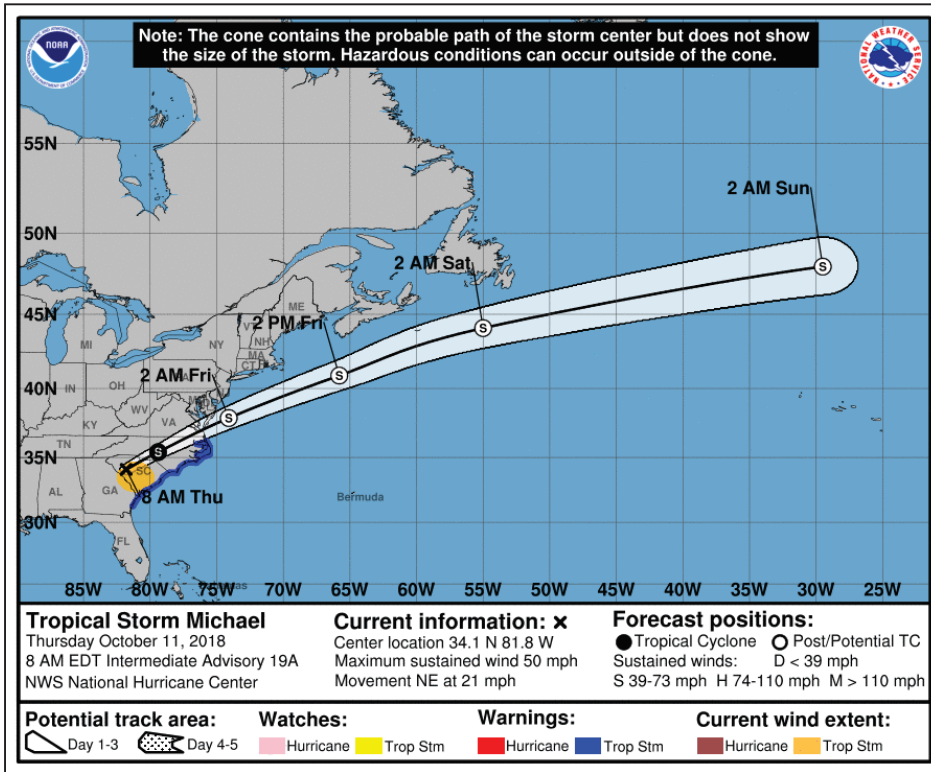 Note: The cone contains the probable path of the storm center but does not show
the size of the storm. Hazardous conditions can occur outside of the cone.
NOAA
NATIONAL WEATHER SERVICE
55N
2 AM Sun
50N
2 AM Sat
45N
ME
2 PM Fri
VT
NH
MI
NY
MA
CT
2 AM Fri
40N
IN
OH
WV
VA
KY
TN
35N
SC
AL
GA
8 AM Thu
Bermuda
30N
FL
85W 80W 75W 70W 65W 60W 55W 50W 45W 40W 35W 30W 25W
Tropical Storm Michael
Thursday October 11, 2018
8 AM EDT Intermediate Advisory 19A
NWS National Hurricane Center
Current information: x
Center location 34.1 N 81.8 W
Maximum sustained wind 50 mph
Movement NE at 21 mph
Forecast positions:
Tropical Cyclone Post/Potential TC
Sustained winds: D < 39 mph
S 39-73 mph H 74-110 mph M > 110 mph
Potential track area:
Day 1-3 Day 4-5
Watches:
Hurricane Trop Stm
Warnings:
Hurricane Trop Stm
Current wind extent:
Hurricane Trop Stm